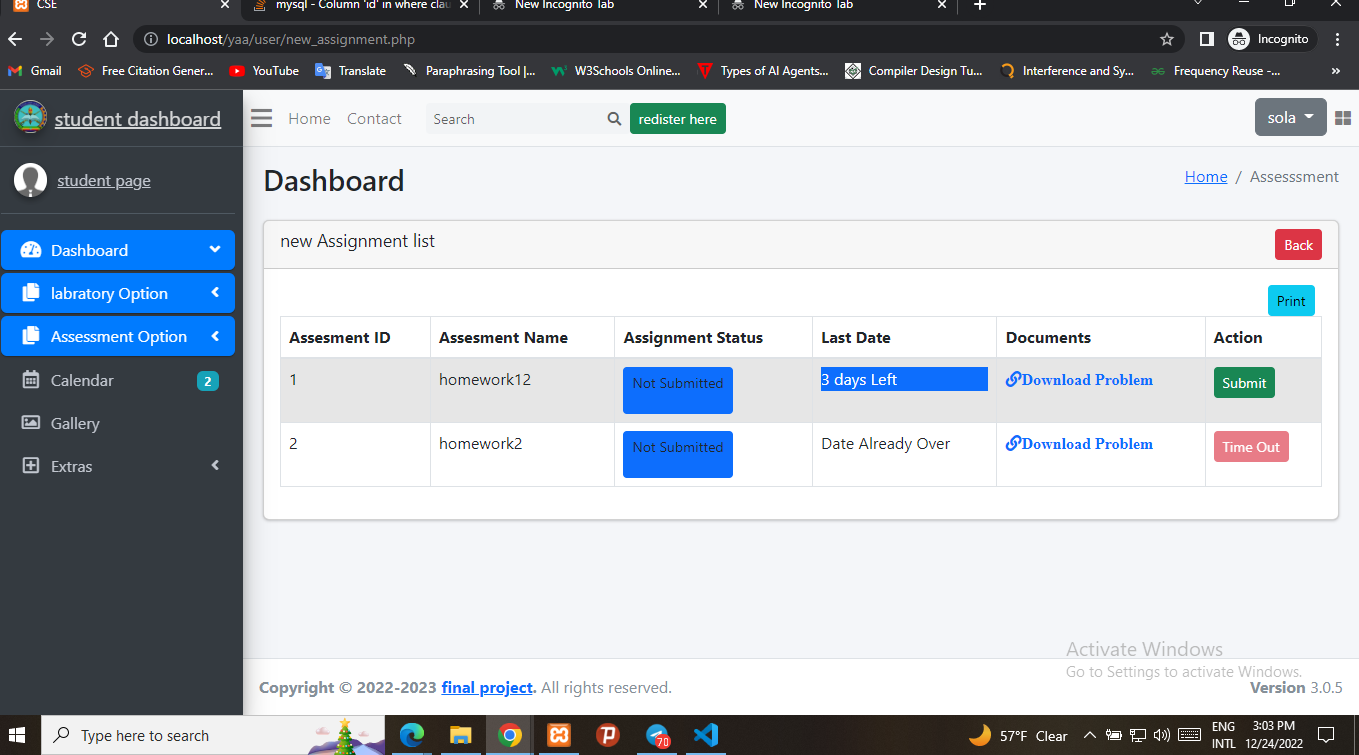 CSE
mysql - Column 'id' in where clau
New Incognito Tab
New Incognito Tab
localhost/yaa/user/new_assignment.php
Incognito
Gmail
Free Citation Gener...
YouTube
Translate
Paraphrasing Tool |...
W3Schools Online...
Types of AI Agents...
Compiler Design Tu...
Interference and Sy...
Frequency Reuse -...
»
student dashboard
Home
Contact
Search
redister here
sola
student page
Dashboard
Home / Assesssment
Dashboard
labratory Option
Assessment Option
Calendar
2
Gallery
Extras
new Assignment list
Back
Print
Assesment ID
Assesment Name
Assignment Status
Last Date
Documents
Action
1
homework12
Not Submitted
3 days Left
Download Problem
Submit
2
homework2
Not Submitted
Date Already Over
Download Problem
Time Out
Activate Windows
Go to Settings to activate Windows.
Copyright © 2022-2023 final project. All rights reserved.
Version 3.0.5
Type here to search
70
57°F Clear
ENG
INTL
3:03 PM
12/24/2022